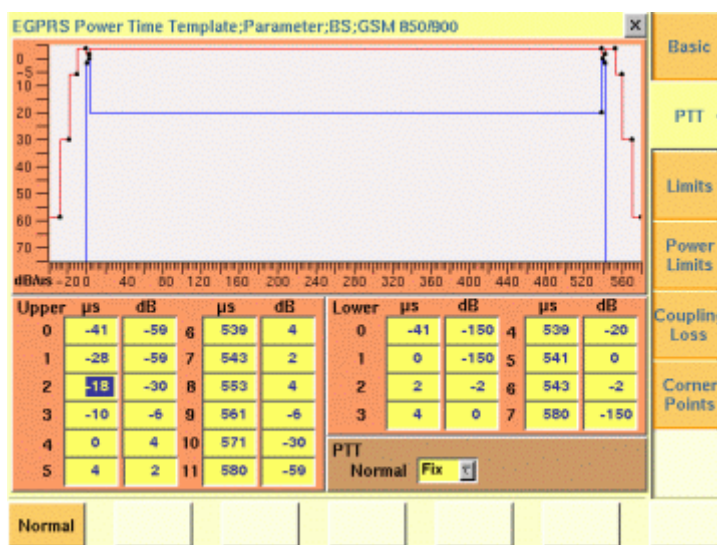 EGPRS Power Time Template;Parameter;BS;GSM 850/900
Basic
PTT
Limits
Power
Limits
Coupling
Loss
Corner
Points
0
-5
10
20
30
40
50
60
70
dB/us -20 0 40 80 120 160 200 240 280 320 360 400 440 480 520 560
Upper µs dB µs dB
0 -41 -59 6 539 4
1 -28 -59 7 543 2
2 -18 -30 8 553 4
3 -10 -6 9 561 -6
4 0 4 10 571 -30
5 4 2 11 580 -59
Lower µs dB µs dB
0 -41 -150 4 539 -20
1 0 -150 5 541 0
2 2 -2 6 543 -2
3 4 0 7 580 -150
PTT
Normal Fix
Normal